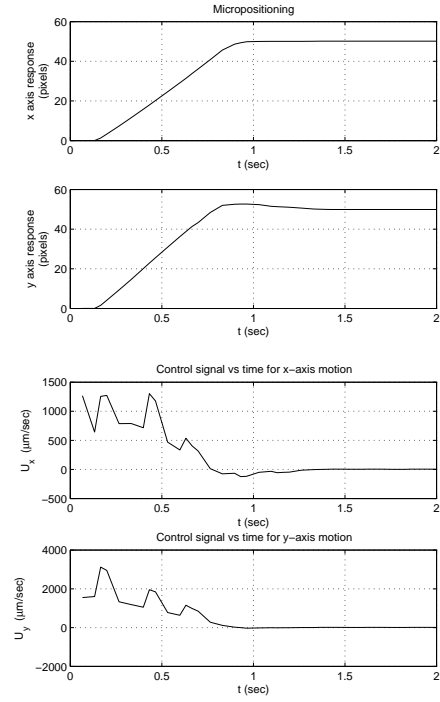 Micropositioning
60
40
20
0
x axis response
(pixels)
0 0.5 1 1.5 2
t (sec)
60
40
20
0
y axis response
(pixels)
0 0.5 1 1.5 2
t (sec)
Control signal vs time for x−axis motion
1500
1000
500
0
−500
U_x (μm/sec)
0 0.5 1 1.5 2
t (sec)
Control signal vs time for y−axis motion
4000
2000
0
−2000
U_y (μm/sec)
0 0.5 1 1.5 2
t (sec)